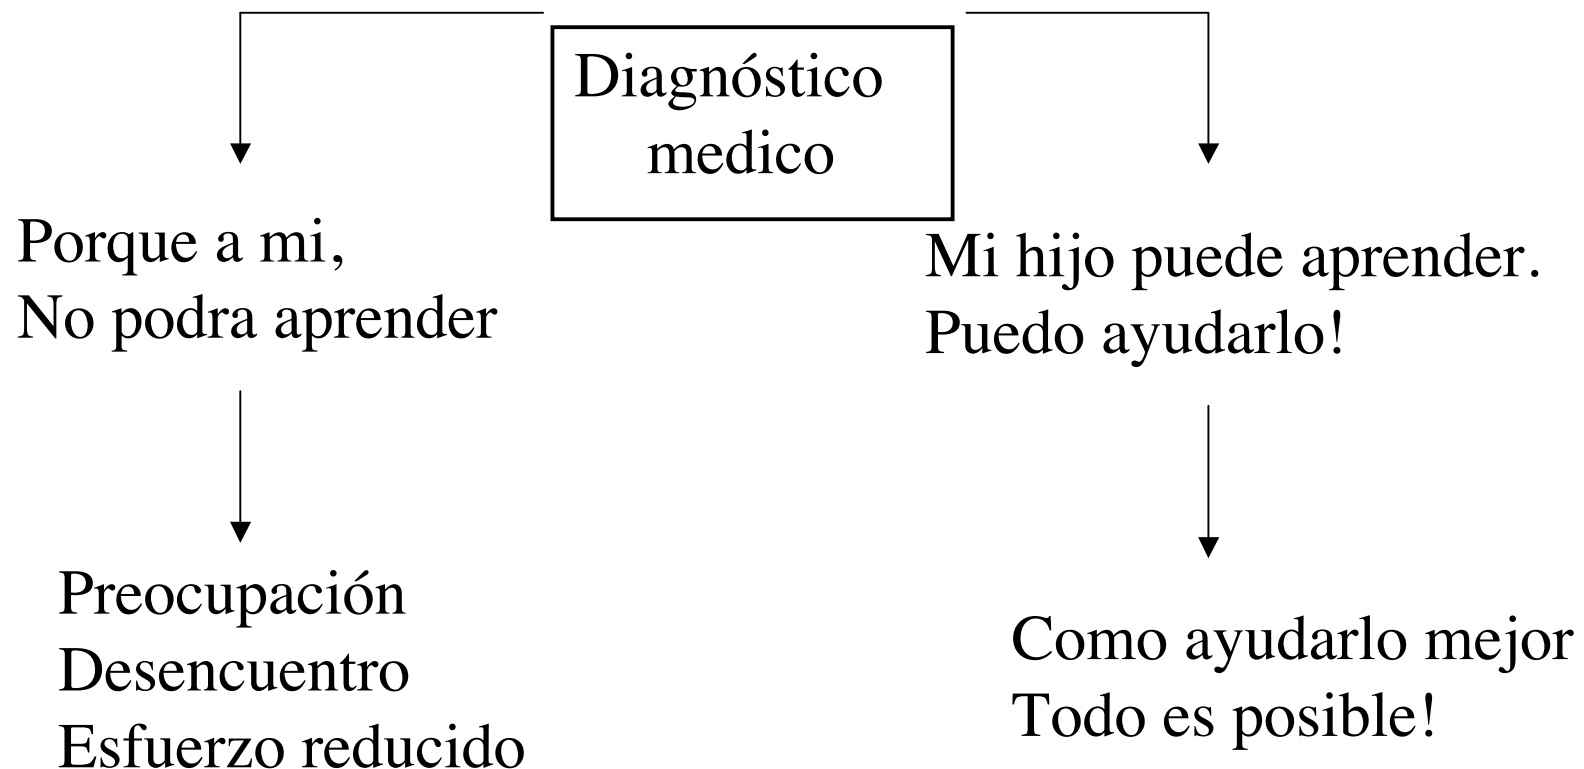 Diagnóstico
medico
Porque a mi,
No podra aprender
Mi hijo puede aprender.
Puedo ayudarlo!
Preocupación
Desencuentro
Esfuerzo reducido
Como ayudarlo mejor
Todo es posible!